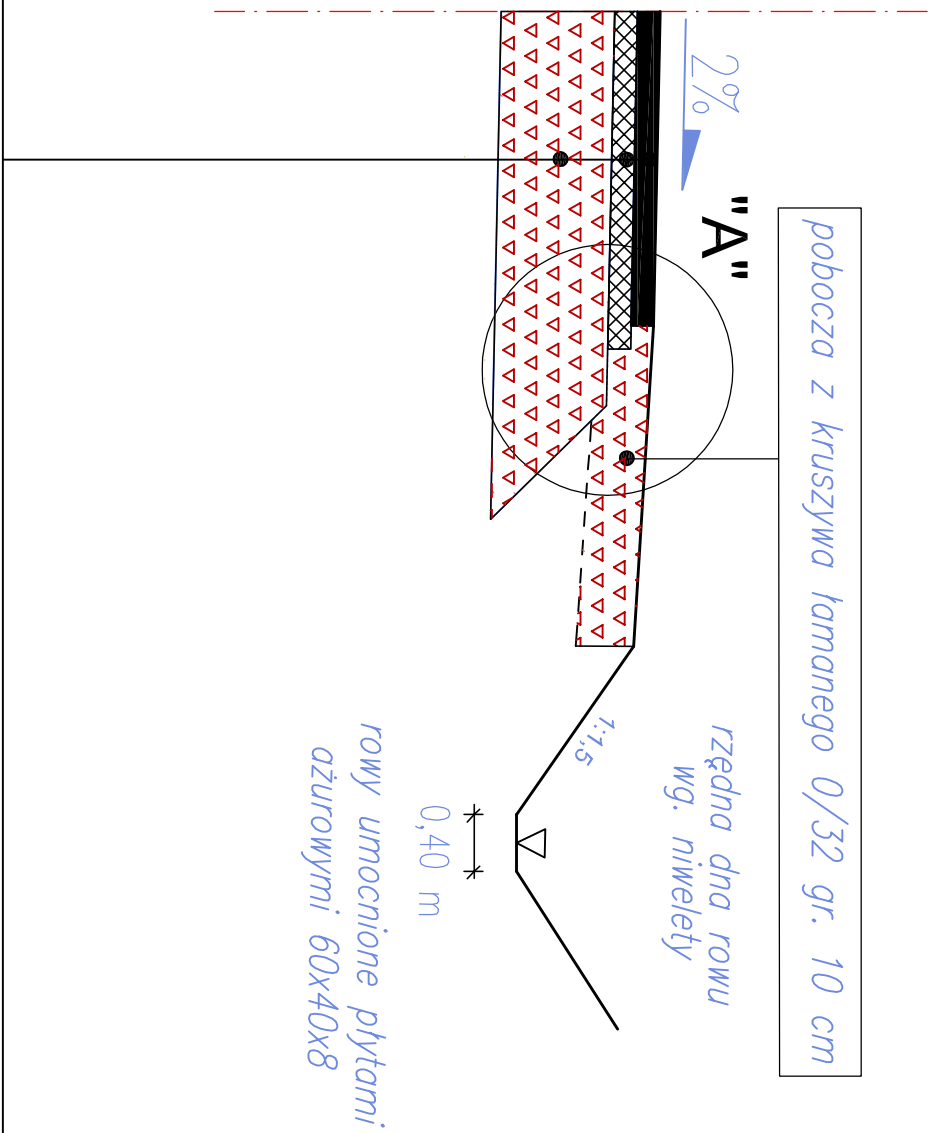 pobocza z kruszywa łamanego 0/32 gr. 10 cm
2%
"A"
rzędna dna rowu
wg. niwelety
1:1,5
0,40 m
rowy umocnione płytami
ażurowymi 60x40x8